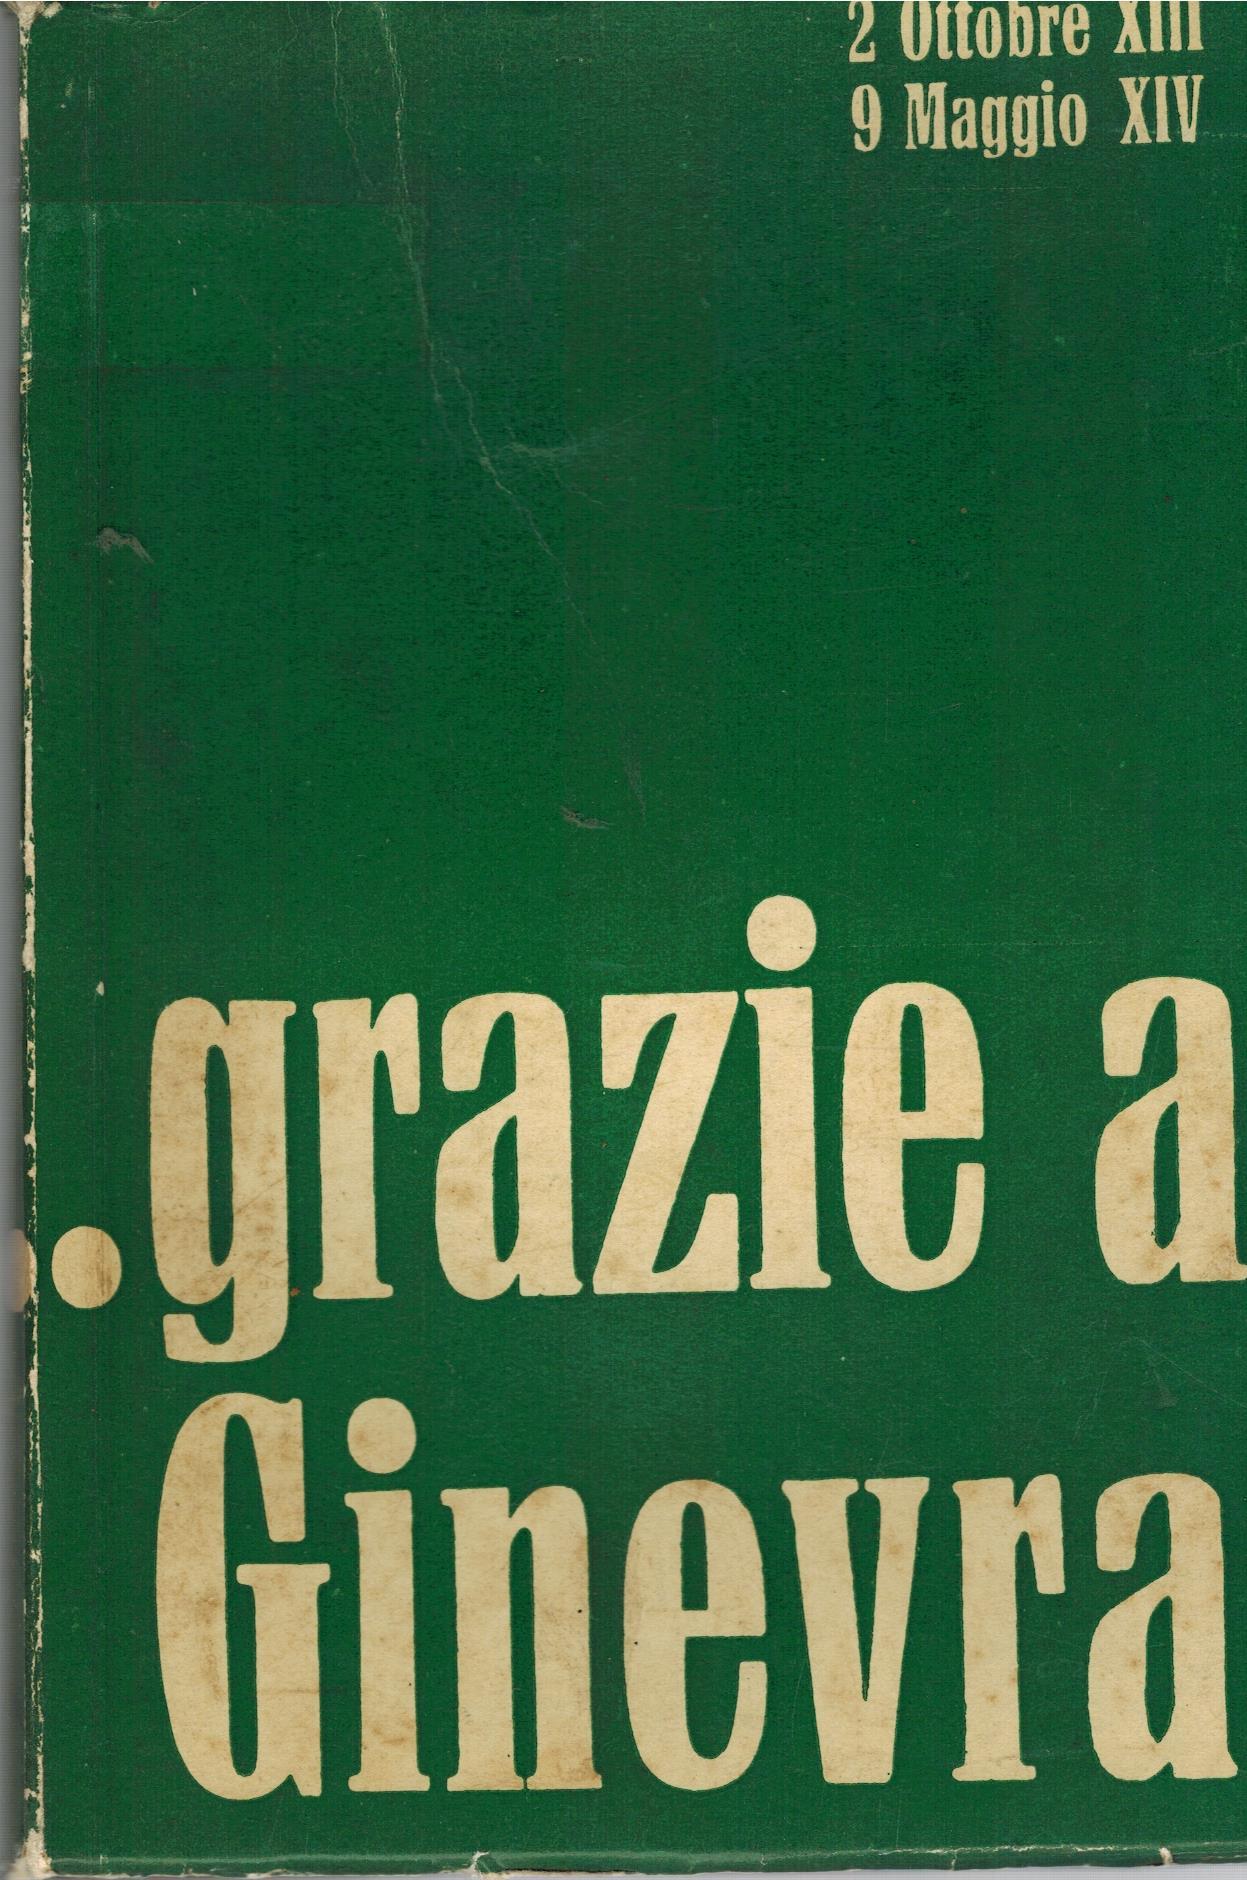 2 Ottobre XIII
9 Maggio XIV
.grazie a
Ginevra